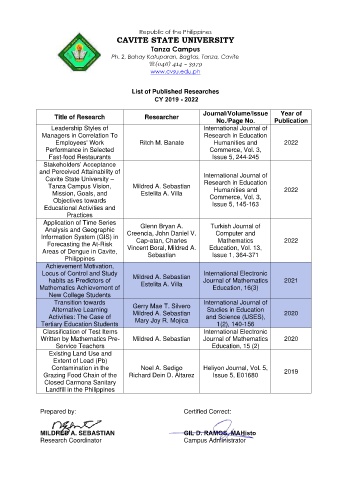 Republic of the Philippines
CAVITE STATE UNIVERSITY
Tanza Campus
Ph. 2, Bahay Katuparan, Bagtas, Tanza, Cavite
(046) 414 – 3979
www.cvsu.edu.ph
List of Published Researches
CY 2019 - 2022
Title of Research
Researcher
Journal/Volume/Issue
No./Page No.
Year of
Publication
Leadership Styles of
Managers in Correlation To
Employees' Work
Performance in Selected
Fast food Restaurants
Ritch M. Banate
International Journal of
Research in Education
Humanities and
Commerce, Vol. 3,
Issue 5, 244-245
2022
Stakeholders' Acceptance
and Perceived Attainability of
Cavite State University –
Tanza Campus Vision,
Mission, Goals, and
Objectives towards
Educational Activities and
Practices
Mildred A. Sebastian
Estelita A. Villa
International Journal of
Research in Education
Humanities and
Commerce, Vol. 3,
Issue 5, 145-163
2022
Application of Time Series
Analysis and Geographic
Information System (GIS) in
Forecasting the At-Risk
Areas of Dengue in Cavite,
Philippines
Glenn Bryan A.
Creencia, John Daniel V.
Cap-atan, Charles
Vincent Boral, Mildred A.
Sebastian
Turkish Journal of
Computer and
Mathematics
Education, Vol. 13,
Issue 1, 364-371
2022
Achievement Motivation,
Locus of Control and Study
habits as Predictors of
Mathematics Achievement of
New College Students
Mildred A. Sebastian
Estelita A. Villa
International Electronic
Journal of Mathematics
Education, 16(3)
2021
Transition towards
Alternative Learning
Activities: The Case of
Tertiary Education Students
Gerry Mae T. Silvero
Mildred A. Sebastian
Mary Joy R. Mojica
International Journal of
Studies in Education
and Science (IJSES),
1(2), 140-156
2020
Classification of Test Items
Written by Mathematics Pre-
Service Teachers
Mildred A. Sebastian
International Electronic
Journal of Mathematics
Education, 15 (2)
2020
Existing Land Use and
Extent of Lead (Pb)
Contamination in the
Grazing Food Chain of the
Closed Carmona Sanitary
Landfill in the Philippines
Noel A. Sedigo
Richard Dein D. Altarez
Heliyon Journal, Vol. 5,
Issue 5, E01680
2019
Prepared by:
Certified Correct:
MILDRED A. SEBASTIAN
GIL D. RAMOS, MAHisto
Research Coordinator
Campus Administrator